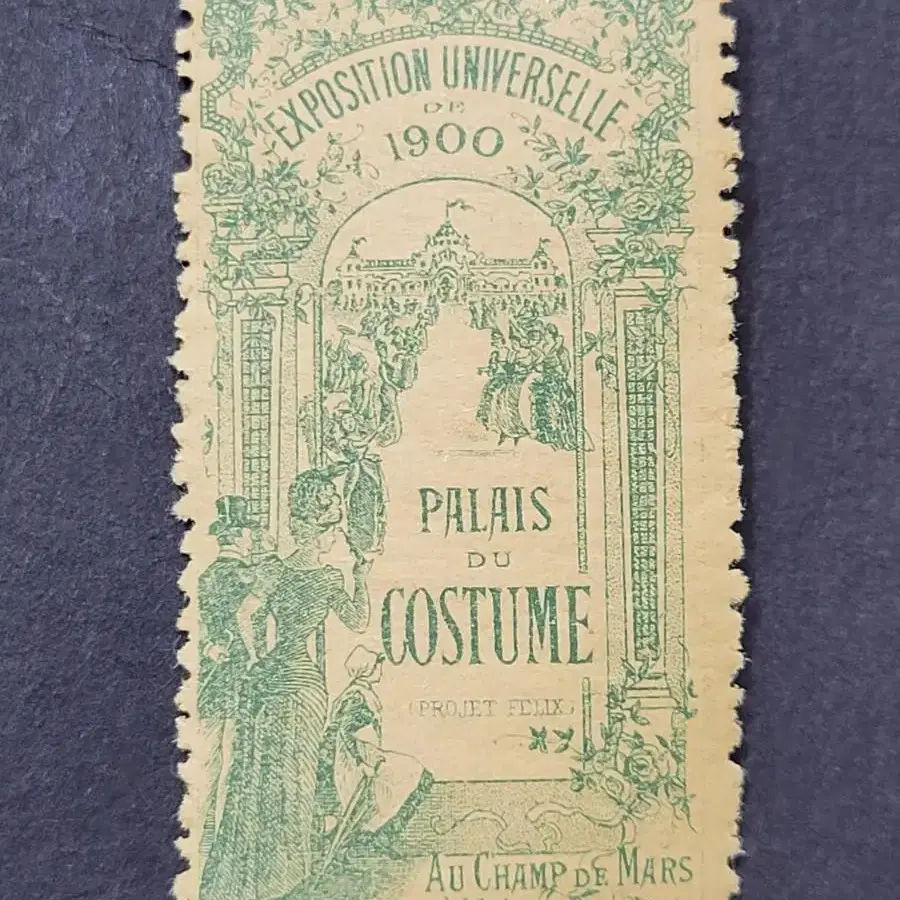 EXPOSITION UNIVERSELLE
DE
1900
PALAIS
DU
COSTUME
(PROJET FELIX)
AU CHAMP DE MARS